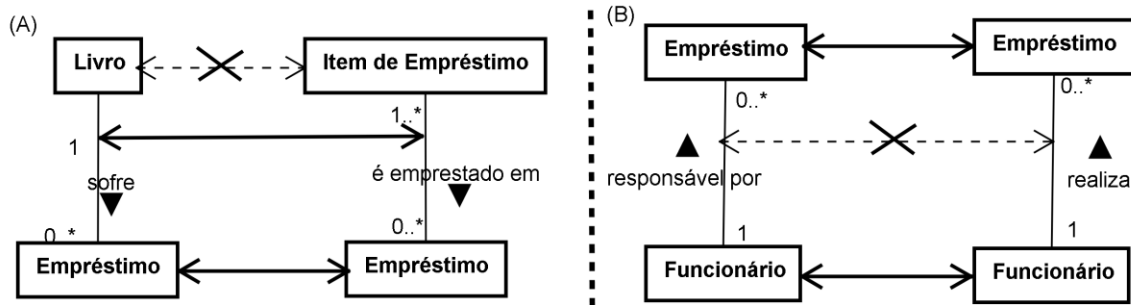 (A)
Livro
Item de Empréstimo
1
1..*
sofre
é emprestado em
0..*
0..*
Empréstimo
Empréstimo
(B)
Empréstimo
Empréstimo
0..*
0..*
responsável por
realiza
1
1
Funcionário
Funcionário